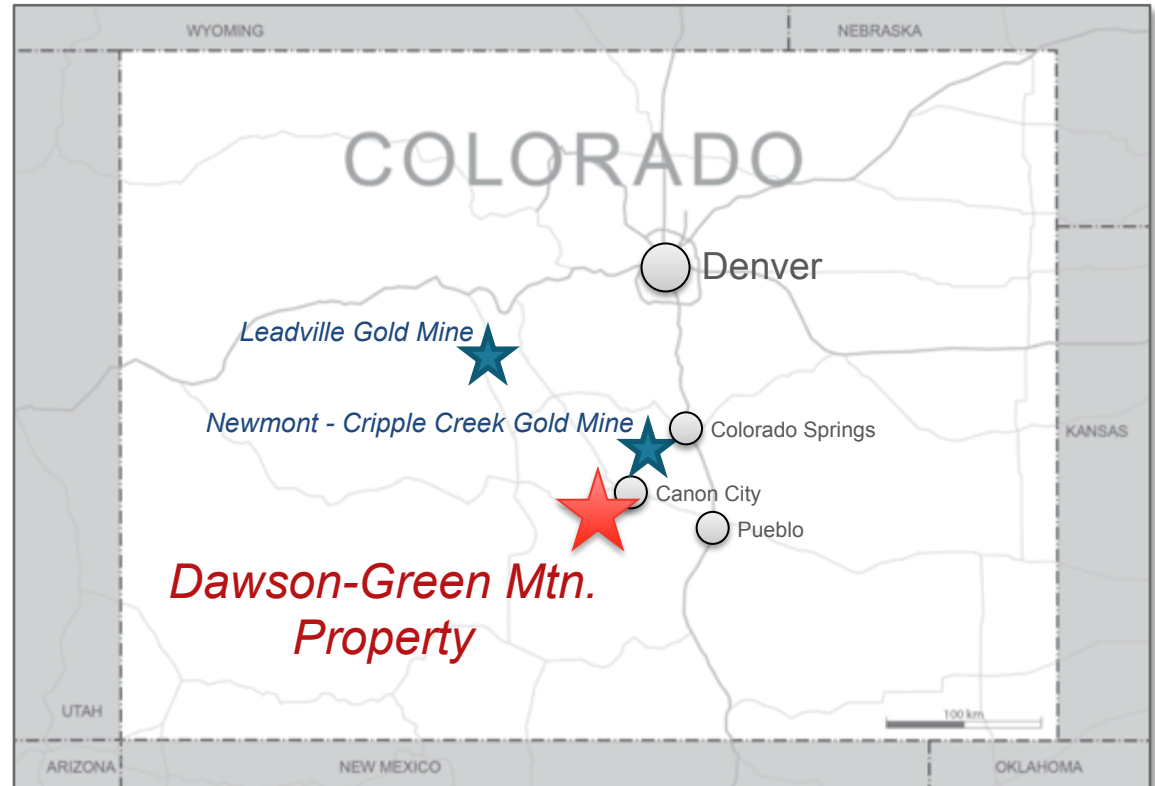 WYOMING
NEBRASKA
COLORADO
Denver
Leadville Gold Mine
Newmont - Cripple Creek Gold Mine
Colorado Springs
KANSAS
Canon City
Pueblo
Dawson-Green Mtn.
Property
UTAH
100 km
ARIZONA
NEW MEXICO
OKLAHOMA